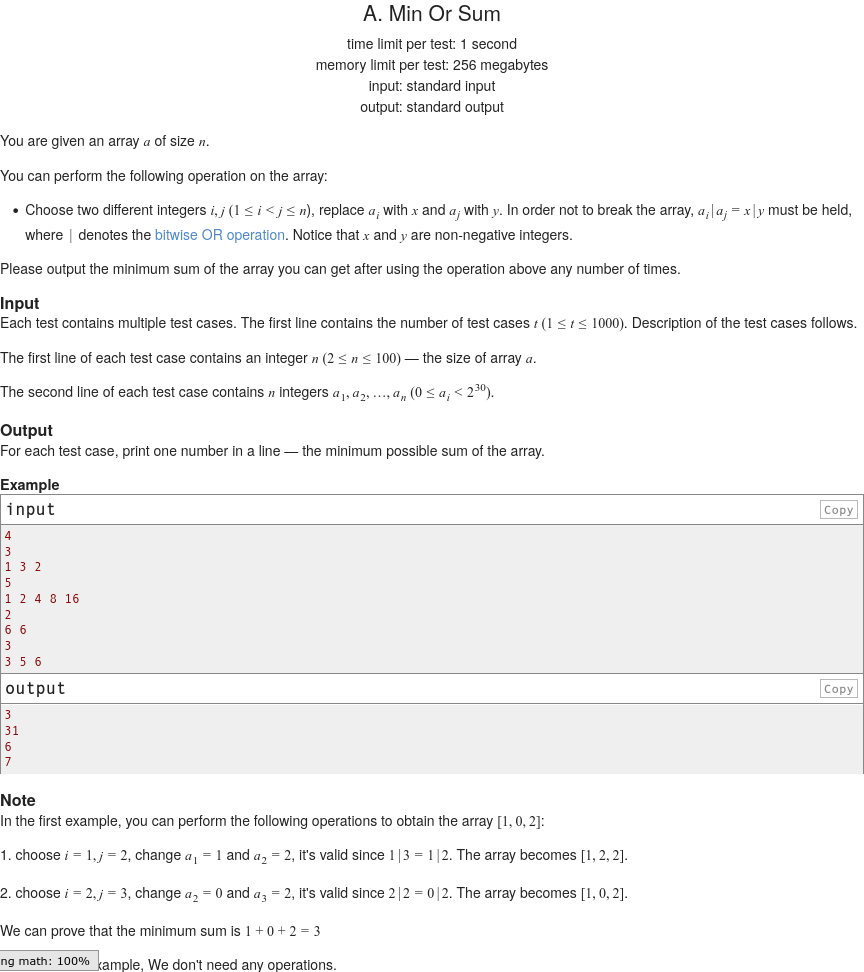 A. Min Or Sum
time limit per test: 1 second
memory limit per test: 256 megabytes
input: standard input
output: standard output
You are given an array a of size n.
You can perform the following operation on the array:
• Choose two different integers i, j (1 ≤ i < j ≤ n), replace a_i with x and a_j with y. In order not to break the array, a_i | a_j = x | y must be held,
where | denotes the bitwise OR operation. Notice that x and y are non-negative integers.
Please output the minimum sum of the array you can get after using the operation above any number of times.
Input
Each test contains multiple test cases. The first line contains the number of test cases t (1 ≤ t ≤ 1000). Description of the test cases follows.
The first line of each test case contains an integer n (2 ≤ n ≤ 100) — the size of array a.
The second line of each test case contains n integers a_1, a_2, …, a_n (0 ≤ a_i < 2^30).
Output
For each test case, print one number in a line — the minimum possible sum of the array.
Example
input Copy
4
3
1 3 2
5
1 2 4 8 16
2
6 6
3
3 5 6
output Copy
3
31
6
7
Note
In the first example, you can perform the following operations to obtain the array [1, 0, 2]:
1. choose i = 1, j = 2, change a_1 = 1 and a_2 = 2, it's valid since 1 | 3 = 1 | 2. The array becomes [1, 2, 2].
2. choose i = 2, j = 3, change a_2 = 0 and a_3 = 2, it's valid since 2 | 2 = 0 | 2. The array becomes [1, 0, 2].
We can prove that the minimum sum is 1 + 0 + 2 = 3
ng math: 100% xample, We don't need any operations.